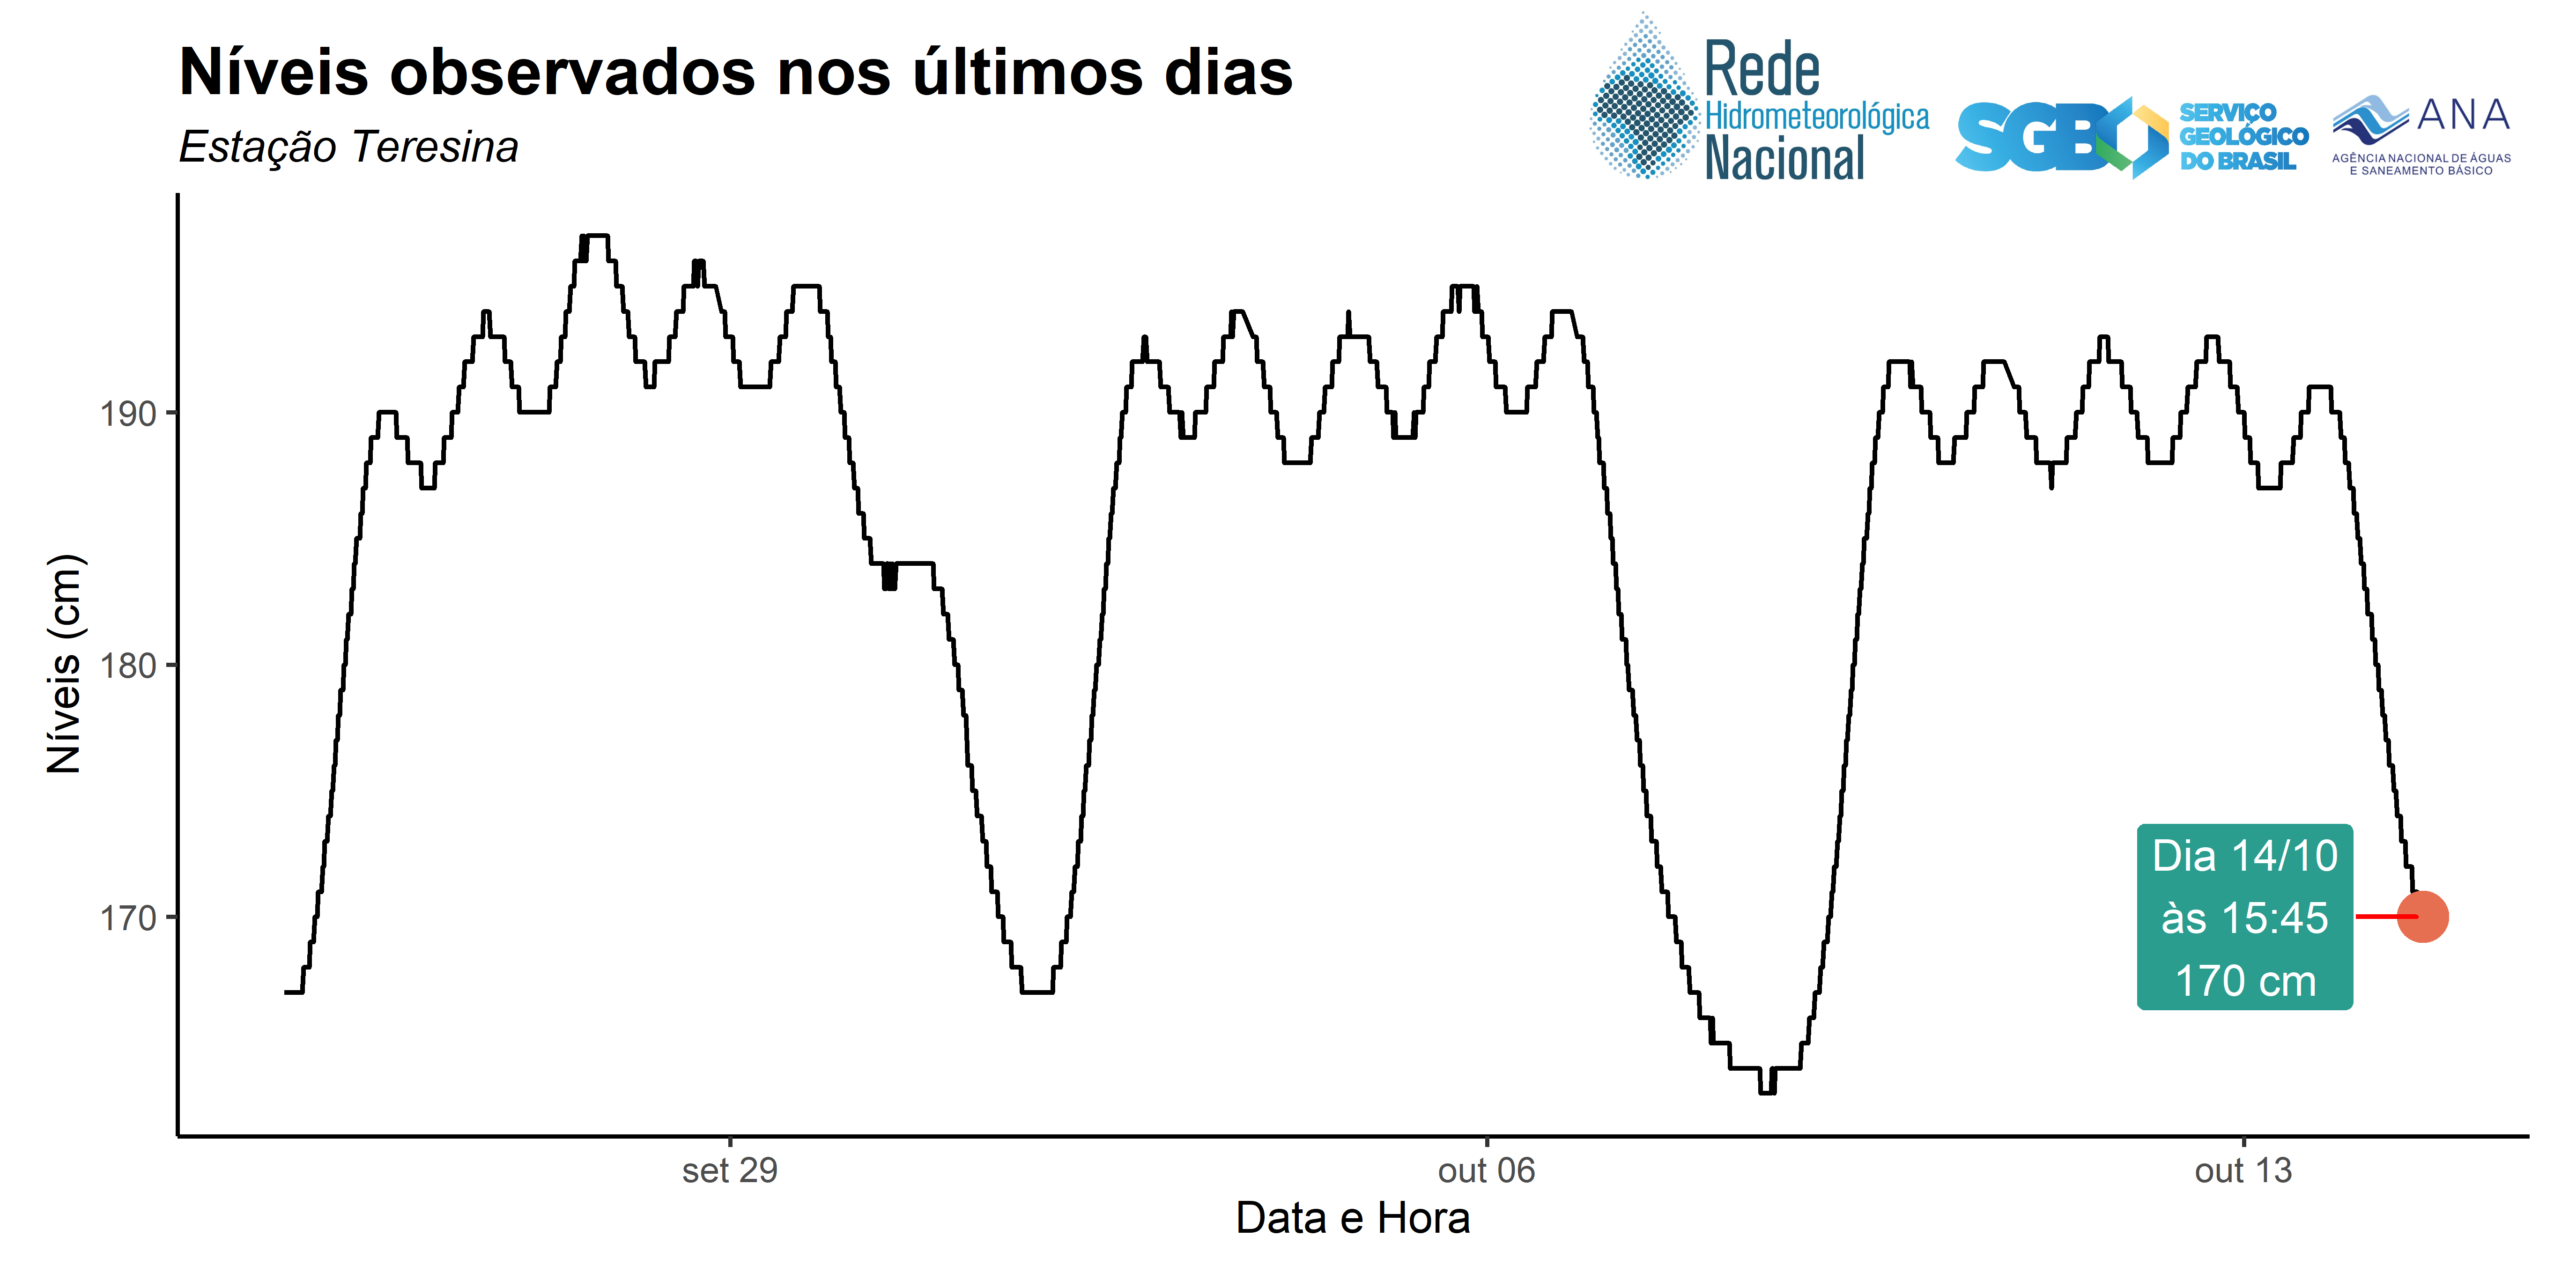 Níveis observados nos últimos dias
Estação Teresina
Rede
Hidrometeorológica
Nacional
SGB
SERVIÇO
GEOLÓGICO
DO BRASIL
ANA
AGÊNCIA NACIONAL DE ÁGUAS
E SANEAMENTO BÁSICO
Níveis (cm)
190
180
170
Dia 14/10
às 15:45
170 cm
set 29
out 06
out 13
Data e Hora